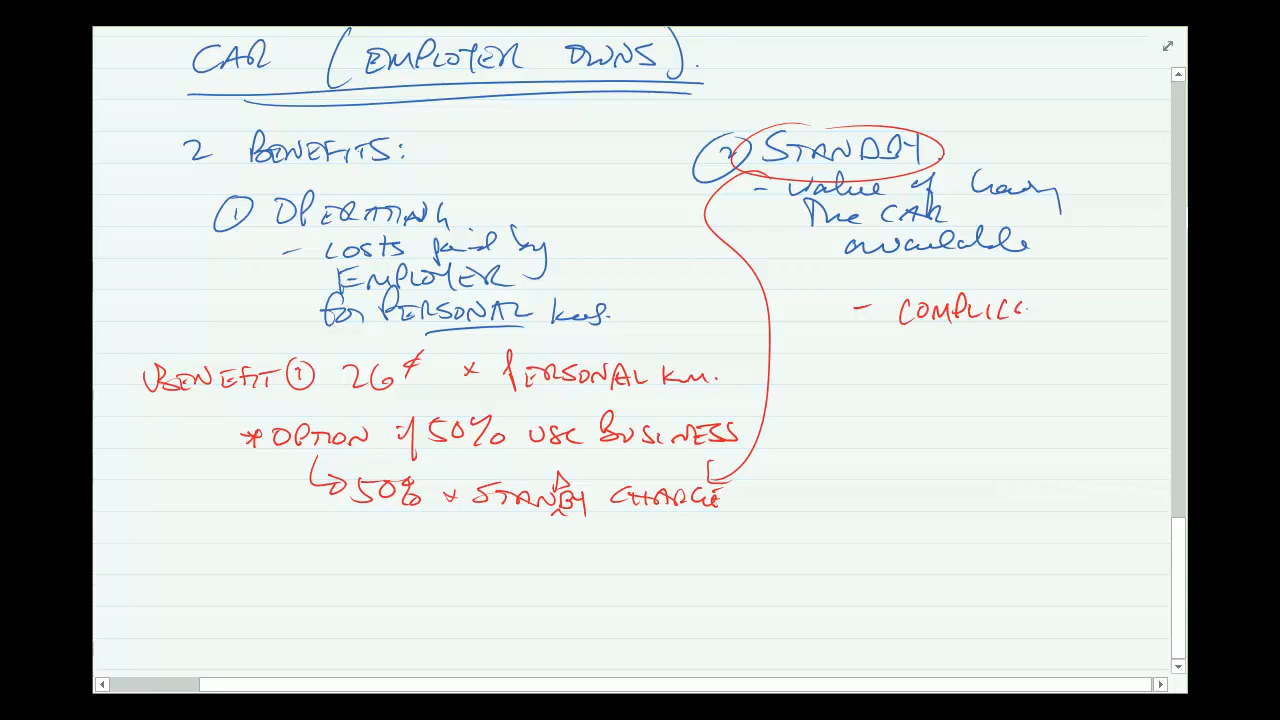 CAR (EMPLOYER OWNS).
2 BENEFITS:
① OPERATING
- COSTS paid by
EMPLOYER
for PERSONAL kms.
② STANDBY
- value of having
The CAR
available
- COMPLICA
BENEFIT ① 26¢ × PERSONAL KM.
* OPTION if 50% USE BUSINESS
↳ 50% × STANDBY CHARGE